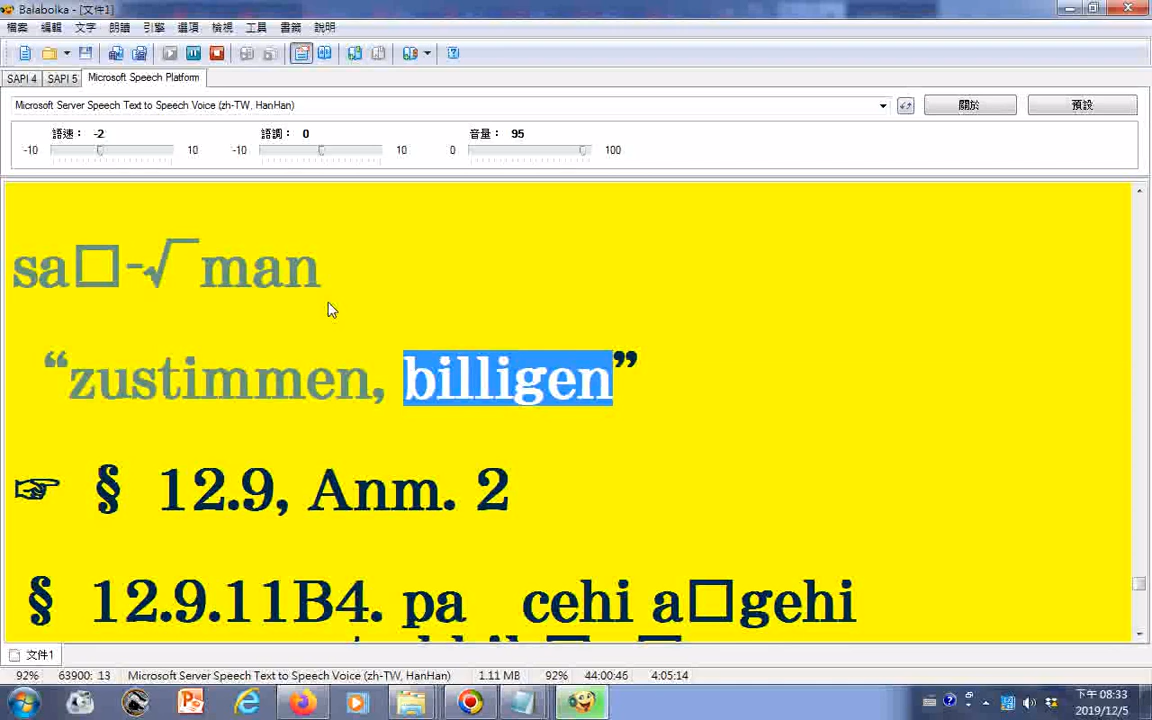 Balabolka - [文件1]
檔案 編輯 文字 朗讀 引擎 選項 檢視 工具 書籤 說明
SAPI 4 SAPI 5 Microsoft Speech Platform
Microsoft Server Speech Text to Speech Voice (zh-TW, HanHan) 關於 預設
語速： -2 語調： 0 音量： 95
-10 10 -10 10 0 100
sa□-√man
“zustimmen, billigen”
☞ § 12.9, Anm. 2
§ 12.9.11B4. pa cehi a□gehi
文件1
92% 63900: 13 Microsoft Server Speech Text to Speech Voice (zh-TW, HanHan) 1.11 MB 92% 44:00:46 4:05:14
下午 08:33
2019/12/5